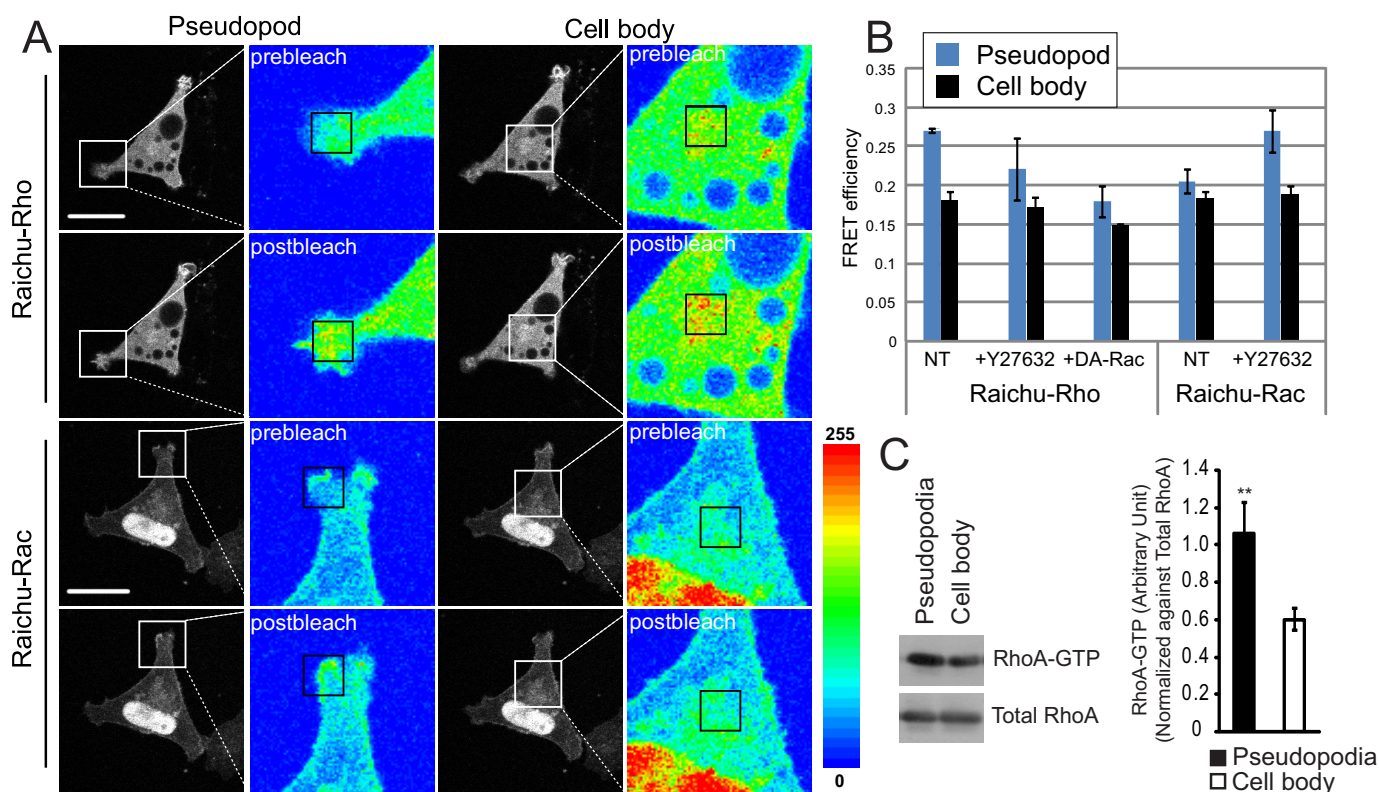 A
Pseudopod
Cell body
Raichu-Rho
prebleach
prebleach
postbleach
postbleach
Raichu-Rac
prebleach
prebleach
postbleach
postbleach
255
0
B
Pseudopod
Cell body
FRET efficiency
0.35
0.3
0.25
0.2
0.15
0.1
0.05
0
NT
+Y27632
+DA-Rac
NT
+Y27632
Raichu-Rho
Raichu-Rac
C
Pseudopodia
Cell body
RhoA-GTP
Total RhoA
RhoA-GTP (Arbitrary Unit)
(Normalized against Total RhoA)
1.4
1.2
1.0
0.8
0.6
0.4
0.2
0
**
Pseudopodia
Cell body